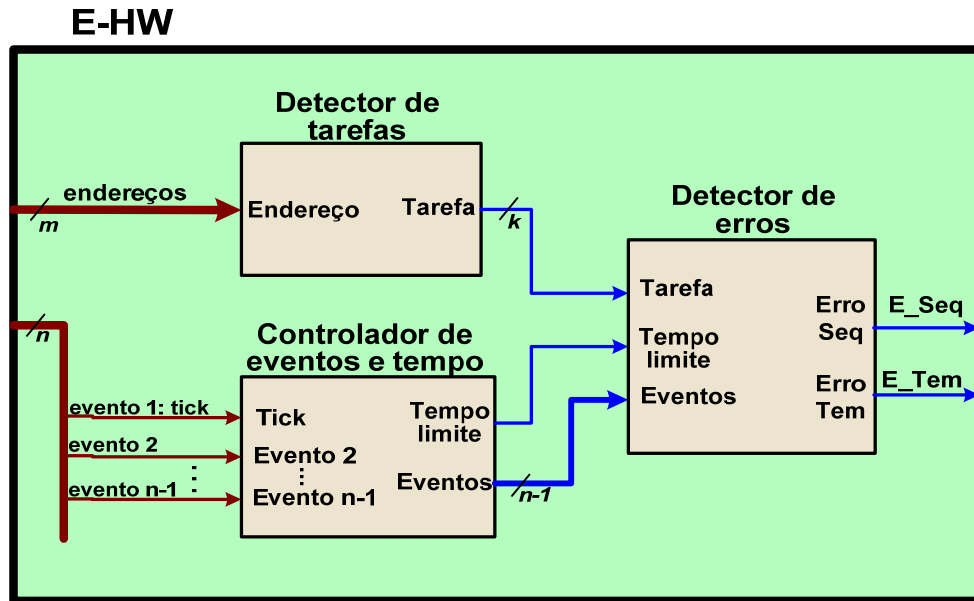 E-HW
Detector de
tarefas
endereços
m
Endereço
Tarefa
k
Detector de
erros
Tarefa
Tempo
limite
Eventos
Erro
Seq
E_Seq
Erro
Tem
E_Tem
n
Controlador de
eventos e tempo
evento 1: tick
evento 2
evento n-1
Tick
Evento 2
Evento n-1
Tempo
limite
Eventos
n-1